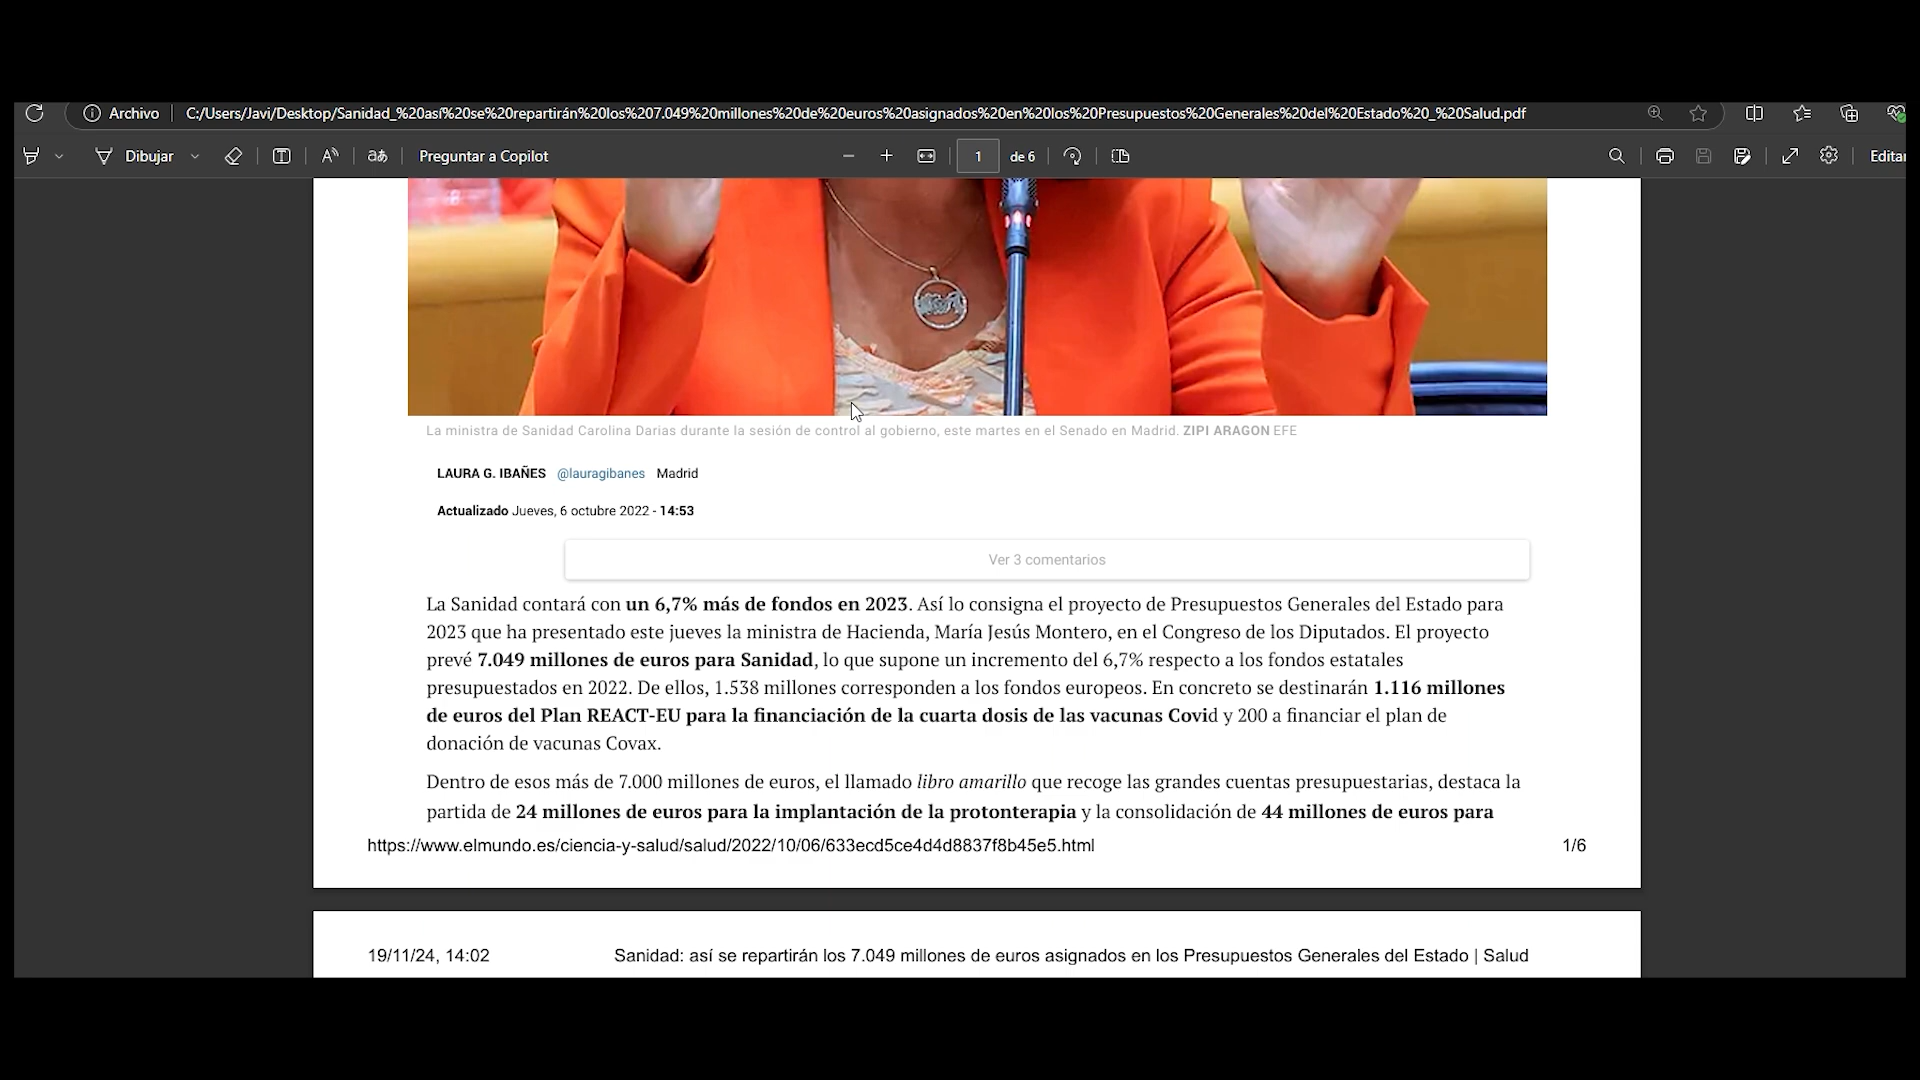 Archivo C:/Users/Javi/Desktop/Sanidad_%20así%20se%20repartirán%20los%207.049%20millones%20de%20euros%20asignados%20en%20los%20Presupuestos%20Generales%20del%20Estado%20_%20Salud.pdf
Dibujar aあ Preguntar a Copilot 1 de 6 Editar
La ministra de Sanidad Carolina Darias durante la sesión de control al gobierno, este martes en el Senado en Madrid. ZIPI ARAGON EFE
LAURA G. IBAÑES @lauragibanes Madrid
Actualizado Jueves, 6 octubre 2022 - 14:53
Ver 3 comentarios
La Sanidad contará con un 6,7% más de fondos en 2023. Así lo consigna el proyecto de Presupuestos Generales del Estado para
2023 que ha presentado este jueves la ministra de Hacienda, María Jesús Montero, en el Congreso de los Diputados. El proyecto
prevé 7.049 millones de euros para Sanidad, lo que supone un incremento del 6,7% respecto a los fondos estatales
presupuestados en 2022. De ellos, 1.538 millones corresponden a los fondos europeos. En concreto se destinarán 1.116 millones
de euros del Plan REACT-EU para la financiación de la cuarta dosis de las vacunas Covid y 200 a financiar el plan de
donación de vacunas Covax.
Dentro de esos más de 7.000 millones de euros, el llamado libro amarillo que recoge las grandes cuentas presupuestarias, destaca la
partida de 24 millones de euros para la implantación de la protonterapia y la consolidación de 44 millones de euros para
https://www.elmundo.es/ciencia-y-salud/salud/2022/10/06/633ecd5ce4d4d8837f8b45e5.html 1/6
19/11/24, 14:02 Sanidad: así se repartirán los 7.049 millones de euros asignados en los Presupuestos Generales del Estado | Salud